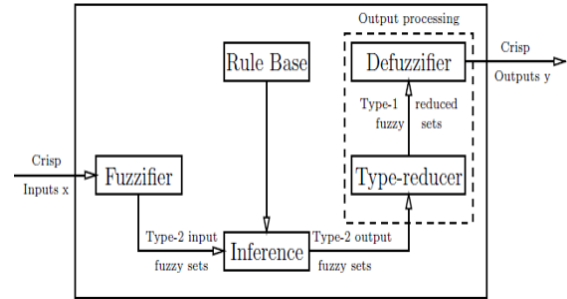 Output processing
Rule Base
Defuzzifier
Crisp
Outputs y
Type-1 reduced
fuzzy sets
Crisp
Inputs x
Fuzzifier
Type-reducer
Type-2 input
fuzzy sets
Inference
Type-2 output
fuzzy sets